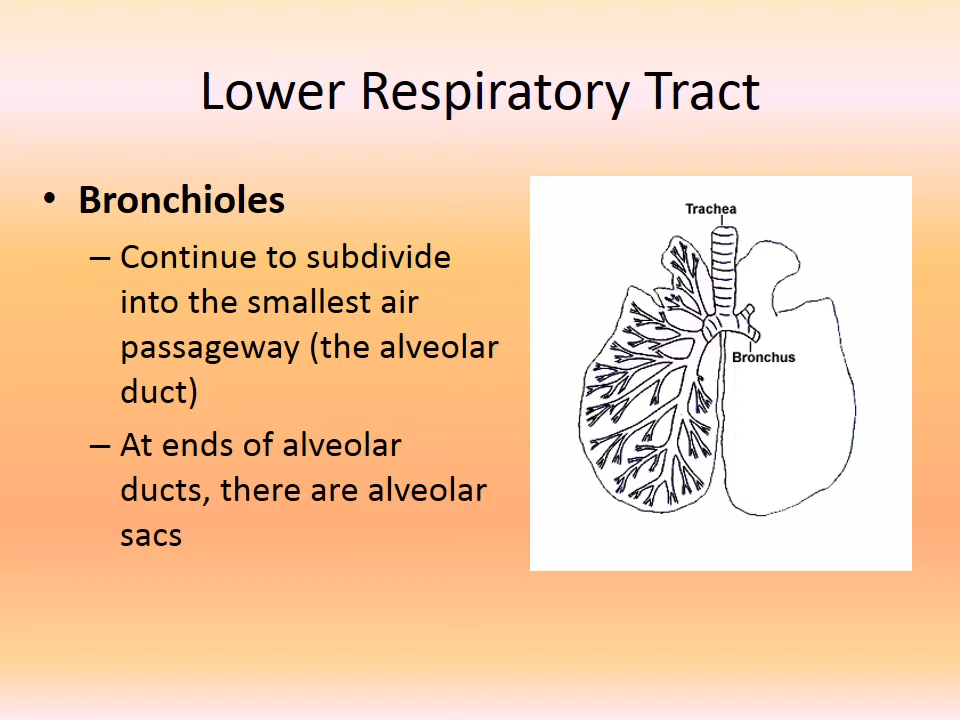 Lower Respiratory Tract
• Bronchioles
– Continue to subdivide
into the smallest air
passageway (the alveolar
duct)
– At ends of alveolar
ducts, there are alveolar
sacs
Trachea
Bronchus